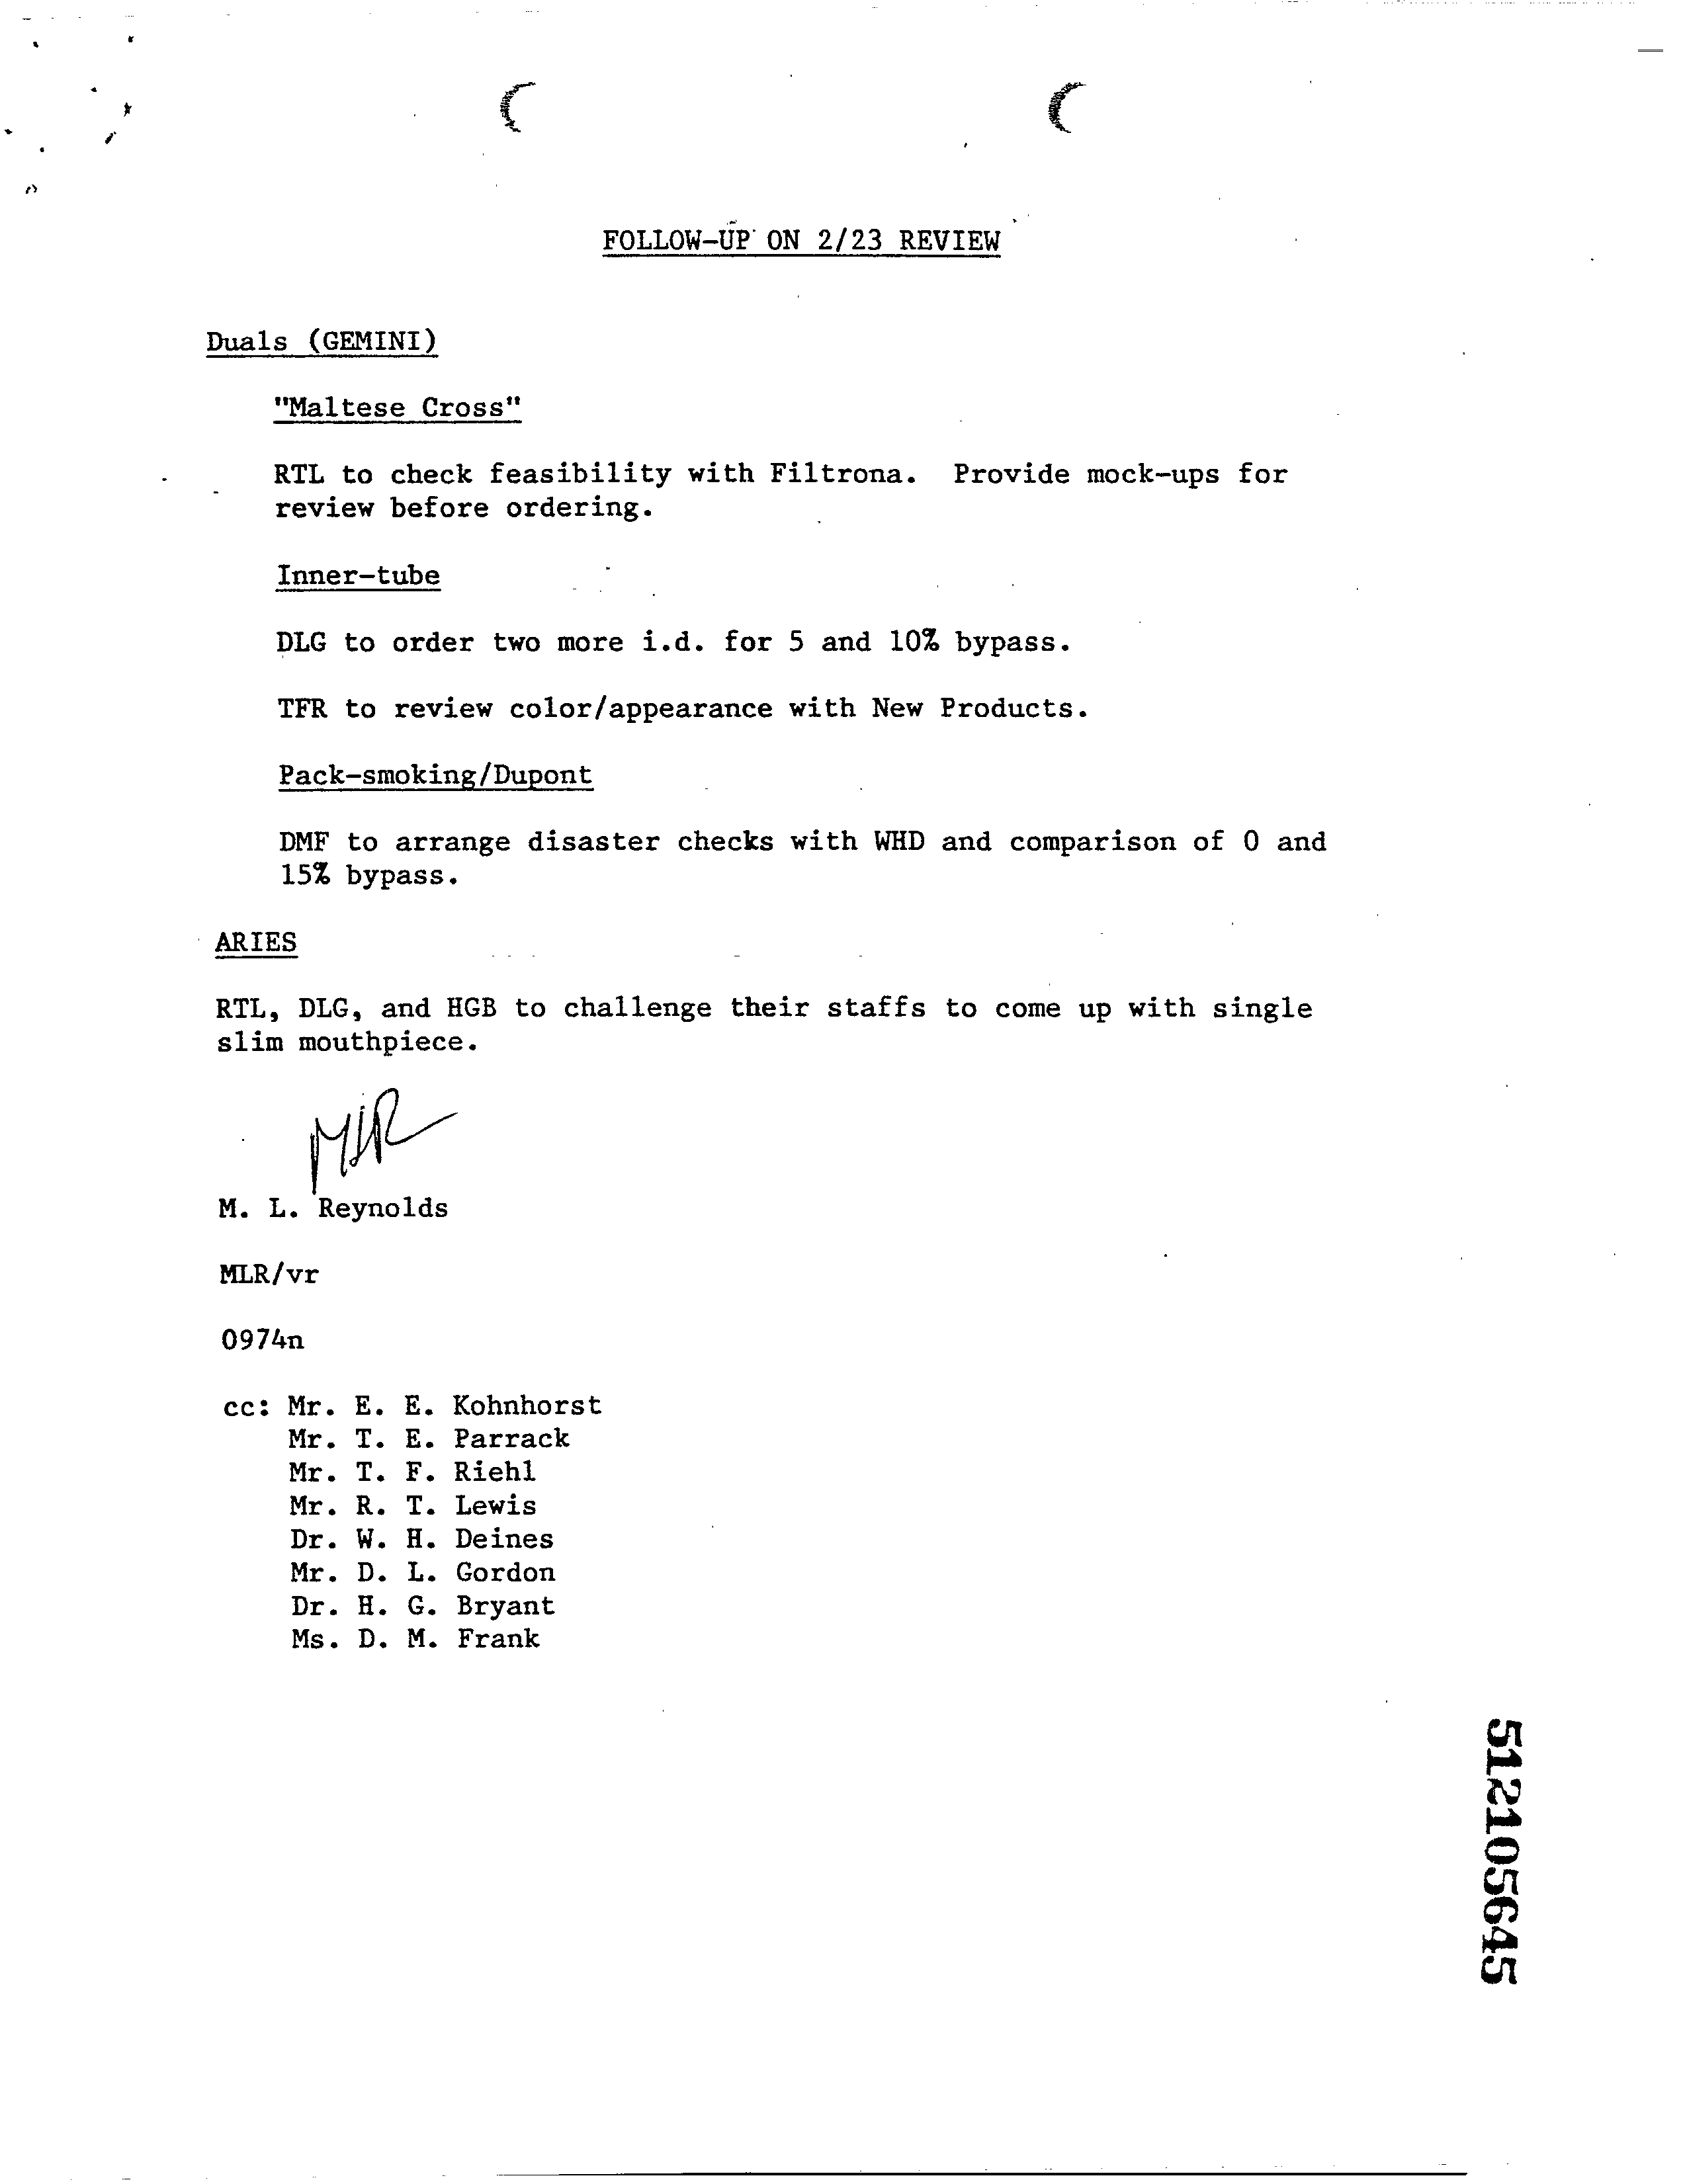 FOLLOW-UP ON 2/23 REVIEW
Duals (GEMINI)
"Maltese Cross"
RTL to check feasibility with Filtrona. Provide mock-ups for
review before ordering.
Inner-tube
DLG to order two more i.d. for 5 and 10% bypass.
TFR to review color/appearance with New Products.
Pack-smoking/Dupont
DMF to arrange disaster checks with WHD and comparison of 0 and
15% bypass.
ARIES
RTL, DLG, and HGB to challenge their staffs to come up with single
slim mouthpiece.
MLR
M. L. Reynolds
MLR/vr
0974n
cc: Mr. E. E. Kohnhorst
Mr. T. E. Parrack
Mr. T. F. Riehl
Mr. R. T. Lewis
Dr. W. H. Deines
Mr. D. L. Gordon
Dr. H. G. Bryant
Ms. D. M. Frank
512105645